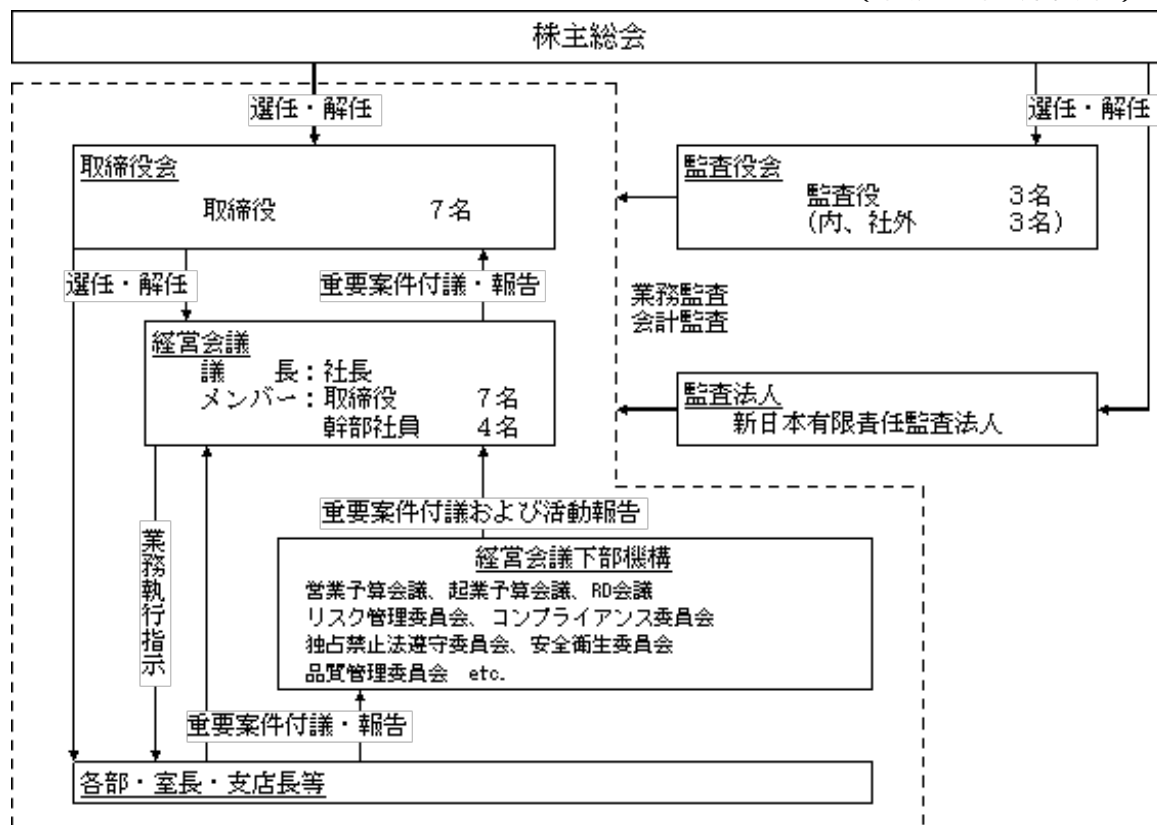 株主総会
選任・解任
選任・解任
取締役会
取締役 7名
監査役会
監査役 3名
(内、社外 3名)
選任・解任
重要案件付議・報告
業務監査
会計監査
経営会議
議 長:社長
メンバー:取締役 7名
幹部社員 4名
監査法人
新日本有限責任監査法人
重要案件付議および活動報告
業務執行指示
経営会議下部機構
営業予算会議、起業予算会議、RD会議
リスク管理委員会、コンプライアンス委員会
独占禁止法遵守委員会、安全衛生委員会
品質管理委員会 etc.
重要案件付議・報告
各部・室長・支店長等